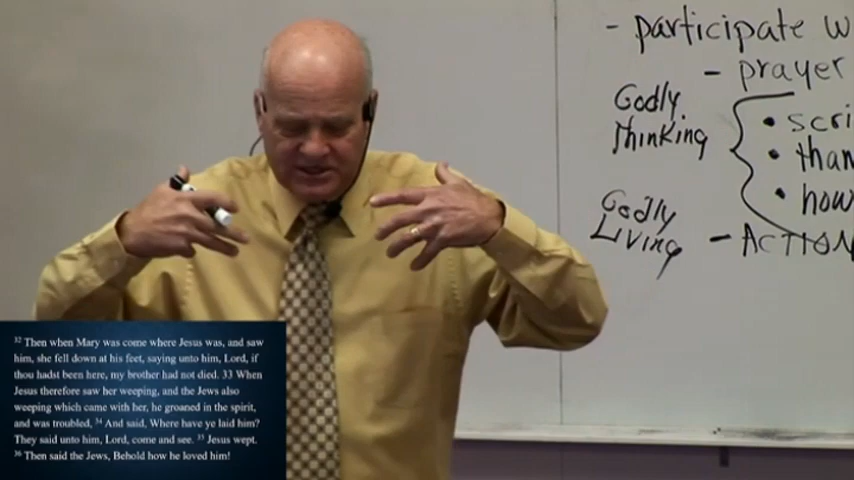 - participate w
- prayer
Godly
Thinking
• scri
• than
• how
Godly
Living - ACTION
³² Then when Mary was come where Jesus was, and saw
him, she fell down at his feet, saying unto him, Lord, if
thou hadst been here, my brother had not died. 33 When
Jesus therefore saw her weeping, and the Jews also
weeping which came with her, he groaned in the spirit,
and was troubled, ³⁴ And said, Where have ye laid him?
They said unto him, Lord, come and see. ³⁵ Jesus wept.
³⁶ Then said the Jews, Behold how he loved him!